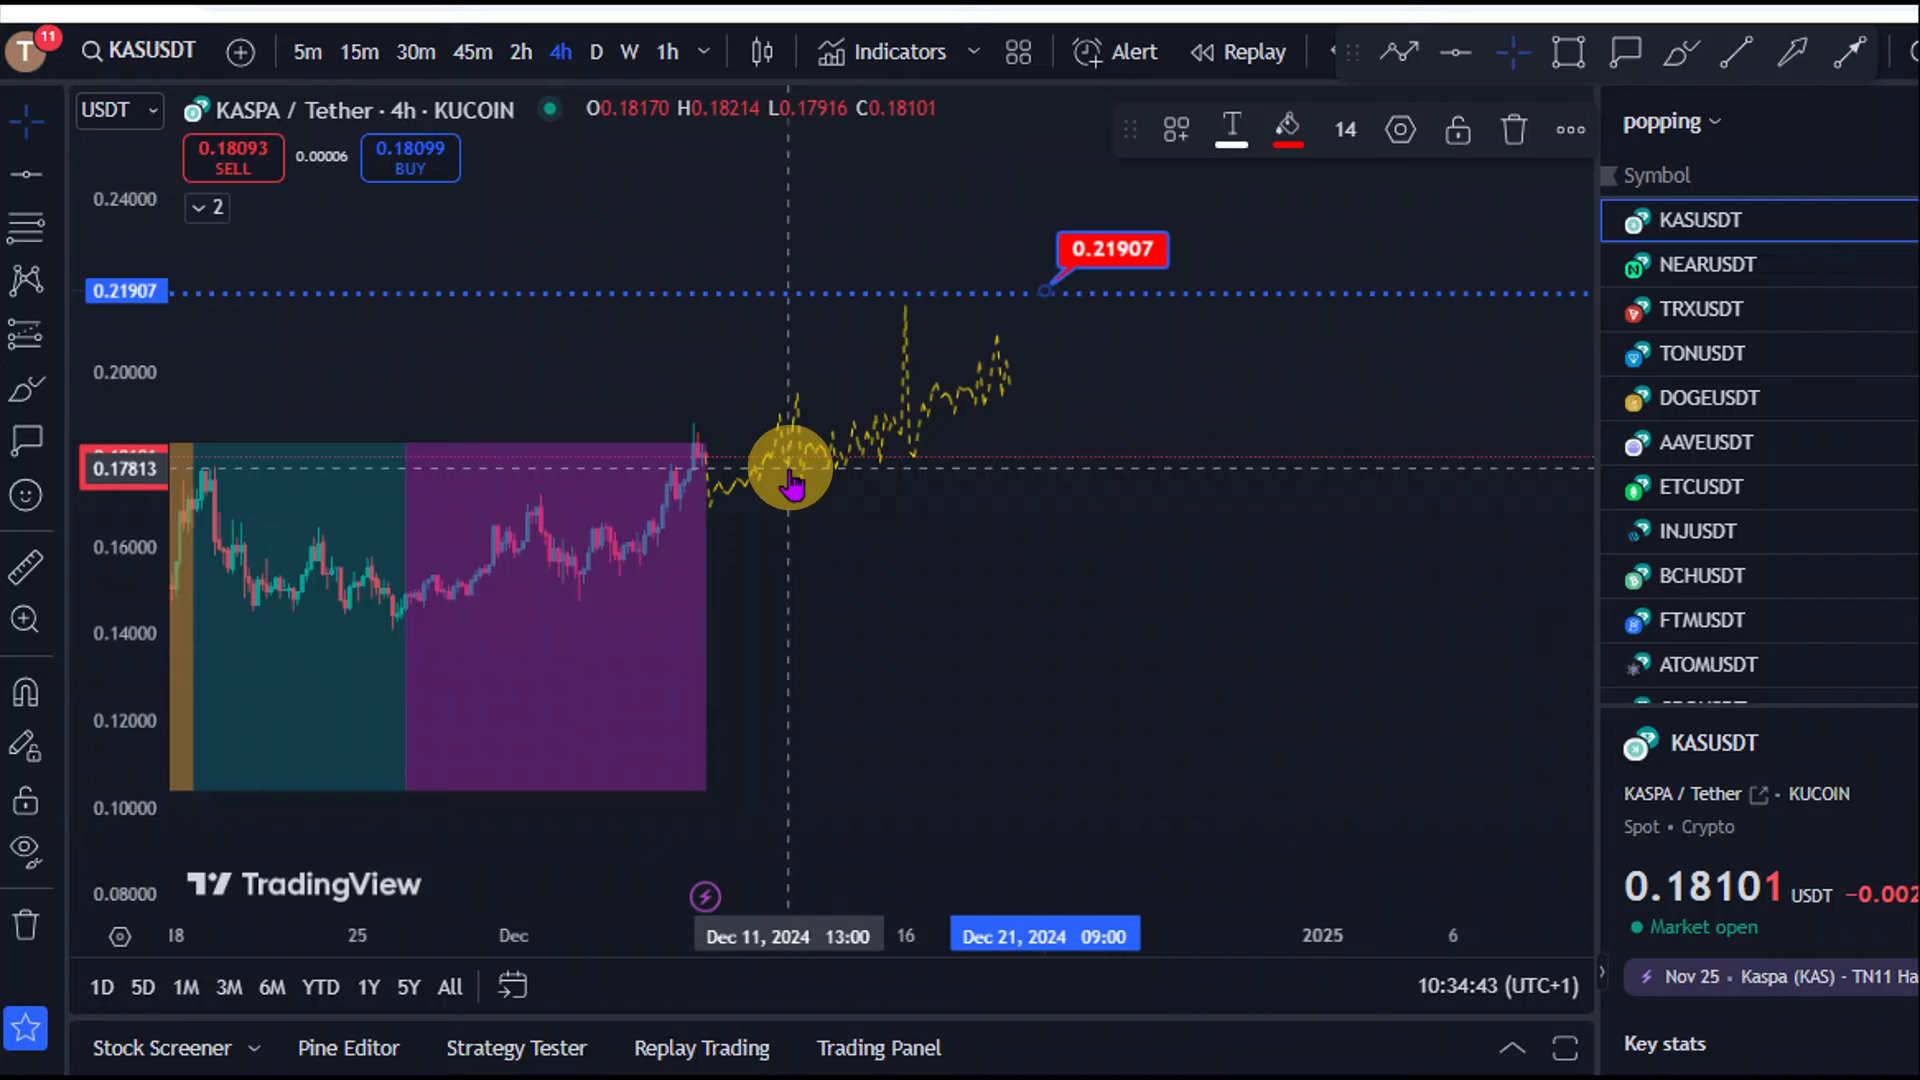 T
11
KASUSDT
5m 15m 30m 45m 2h 4h D W 1h
Indicators
Alert
Replay
USDT
KASPA / Tether · 4h · KUCOIN
O0.18170 H0.18214 L0.17916 C0.18101
0.18093
SELL
0.00006
0.18099
BUY
2
T
14
popping
Symbol
KASUSDT
NEARUSDT
TRXUSDT
TONUSDT
DOGEUSDT
AAVEUSDT
ETCUSDT
INJUSDT
BCHUSDT
FTMUSDT
ATOMUSDT
0.24000
0.21907
0.21907
0.20000
0.17813
0.16000
0.14000
0.12000
0.10000
0.08000
TradingView
18 25 Dec Dec 11, 2024 13:00 16 Dec 21, 2024 09:00 2025 6
1D 5D 1M 3M 6M YTD 1Y 5Y All
10:34:43 (UTC+1)
KASUSDT
KASPA / Tether · KUCOIN
Spot • Crypto
0.18101 USDT −0.002
Market open
Nov 25 • Kaspa (KAS) - TN11 Ha
Key stats
Stock Screener Pine Editor Strategy Tester Replay Trading Trading Panel